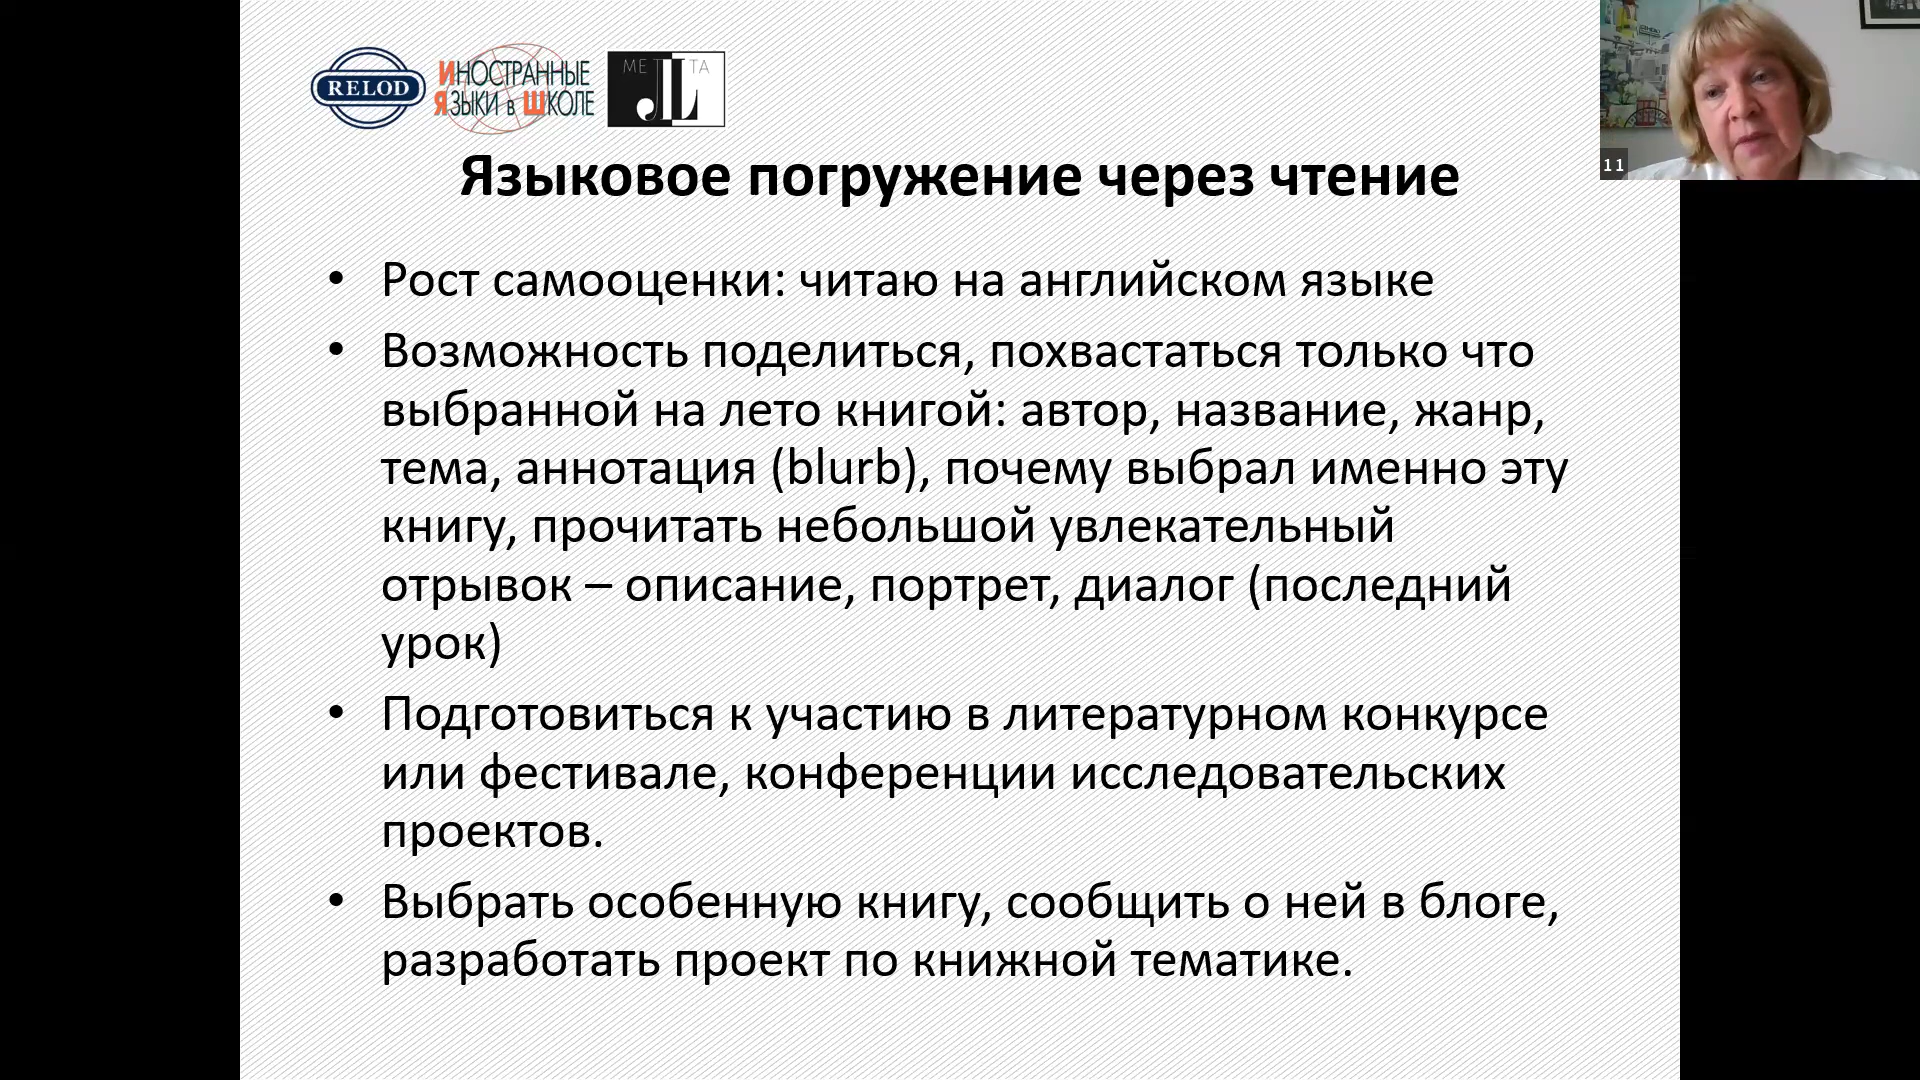 RELOD
ИНОСТРАННЫЕ
ЯЗЫКИ в ШКОЛЕ
МЕТА
JL
11
Языковое погружение через чтение
• Рост самооценки: читаю на английском языке
• Возможность поделиться, похвастаться только что
выбранной на лето книгой: автор, название, жанр,
тема, аннотация (blurb), почему выбрал именно эту
книгу, прочитать небольшой увлекательный
отрывок – описание, портрет, диалог (последний
урок)
• Подготовиться к участию в литературном конкурсе
или фестивале, конференции исследовательских
проектов.
• Выбрать особенную книгу, сообщить о ней в блоге,
разработать проект по книжной тематике.